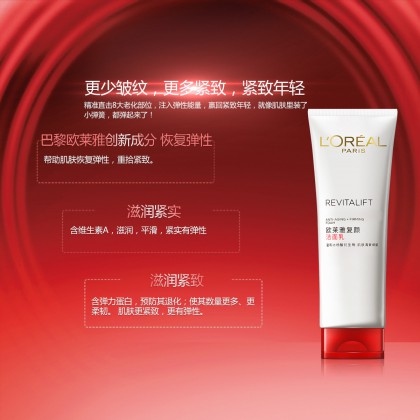 更少皱纹，更多紧致，紧致年轻
精准直击8大老化部位，注入弹性能量，赢回紧致年轻，就像肌肤里装了
小弹簧，都弹起来了！
巴黎欧莱雅创新成分 恢复弹性
帮助肌肤恢复弹性，重拾紧致。
滋润紧实
含维生素A，滋润，平滑，紧实有弹性
滋润紧致
含弹力蛋白，预防其退化；使其数量更多、更
柔韧。 肌肤更紧致，更有弹性。
L'ORÉAL
PARIS
REVITALIFT
ANTI-AGING + FIRMING
欧莱雅复颜
洁面乳